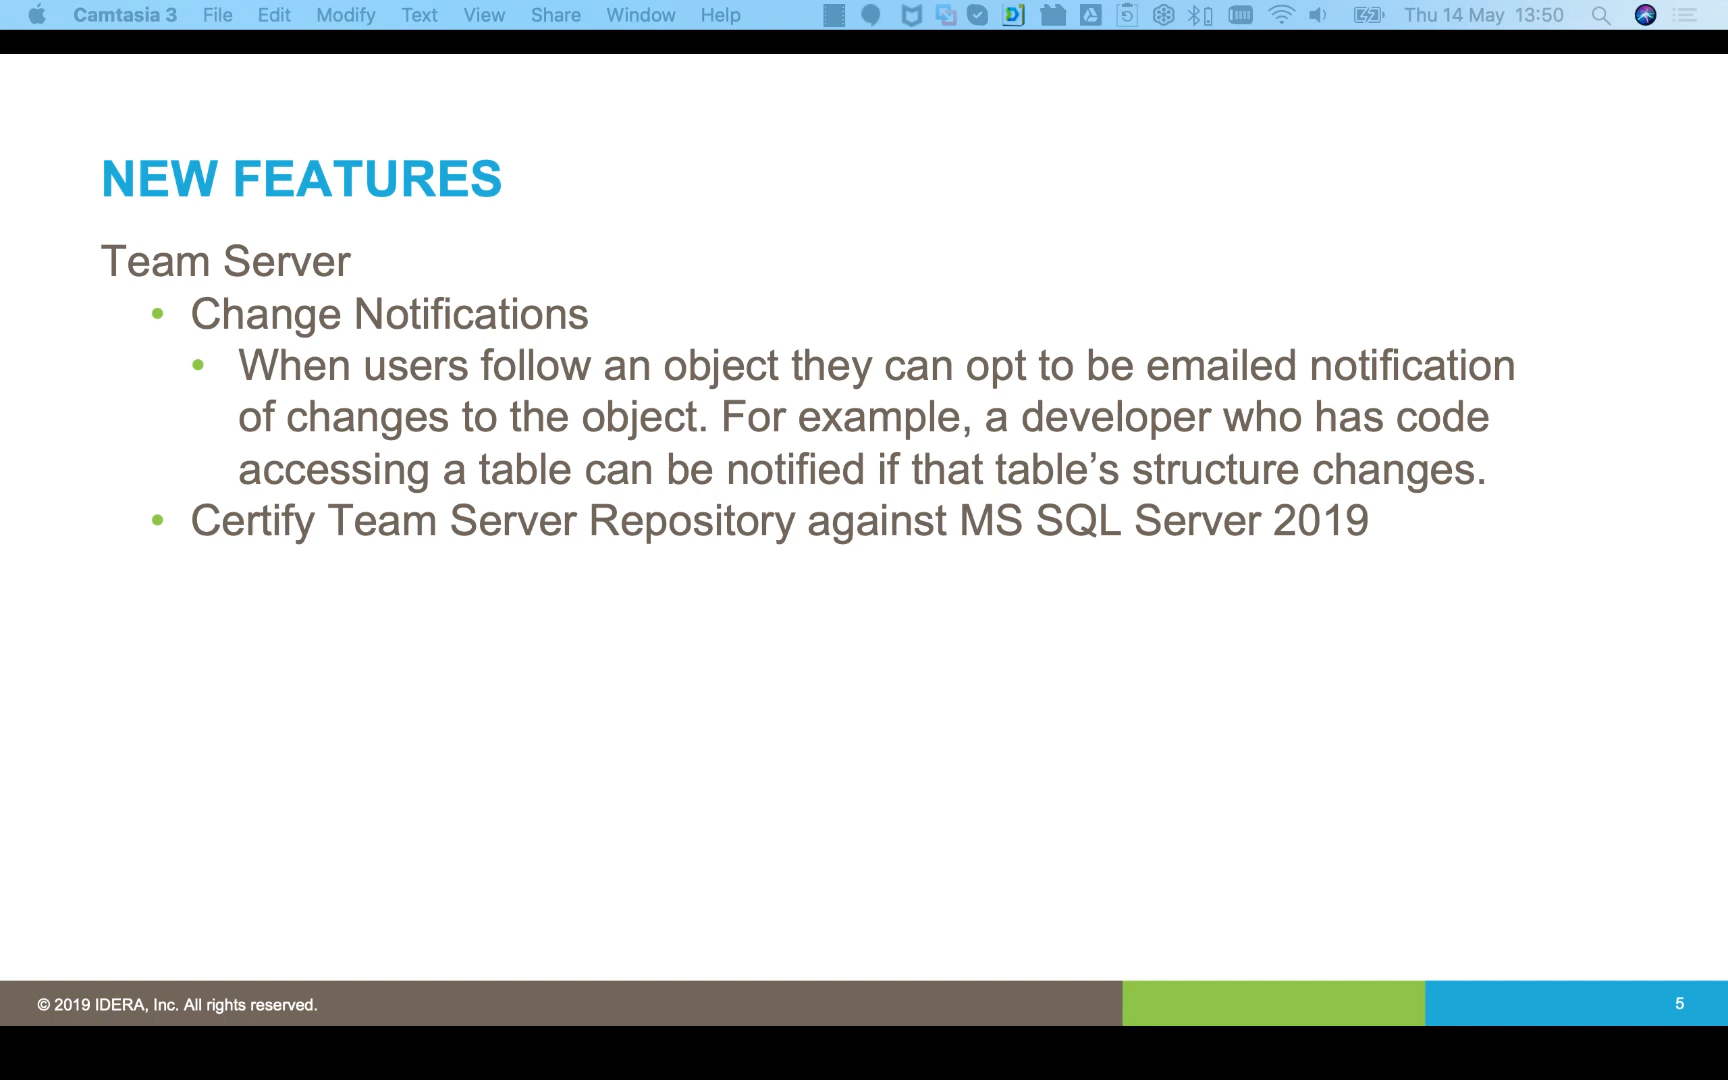 Camtasia 3 File Edit Modify Text View Share Window Help Thu 14 May 13:50
NEW FEATURES
Team Server
• Change Notifications
• When users follow an object they can opt to be emailed notification
of changes to the object. For example, a developer who has code
accessing a table can be notified if that table’s structure changes.
• Certify Team Server Repository against MS SQL Server 2019
© 2019 IDERA, Inc. All rights reserved.
5